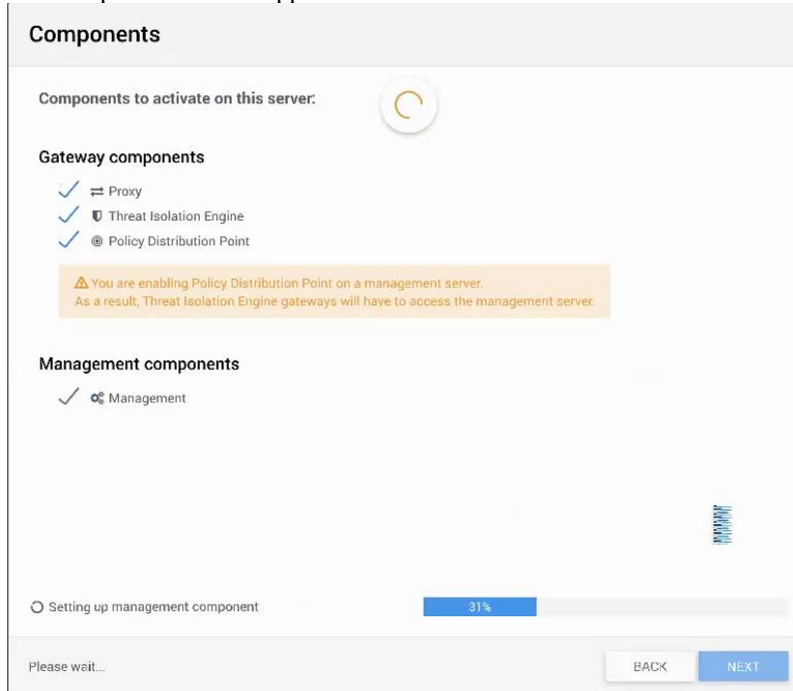 Components
Components to activate on this server:
Gateway components
Proxy
Threat Isolation Engine
Policy Distribution Point
You are enabling Policy Distribution Point on a management server.
As a result, Threat Isolation Engine gateways will have to access the management server.
Management components
Management
Setting up management component
31%
Please wait...
BACK
NEXT